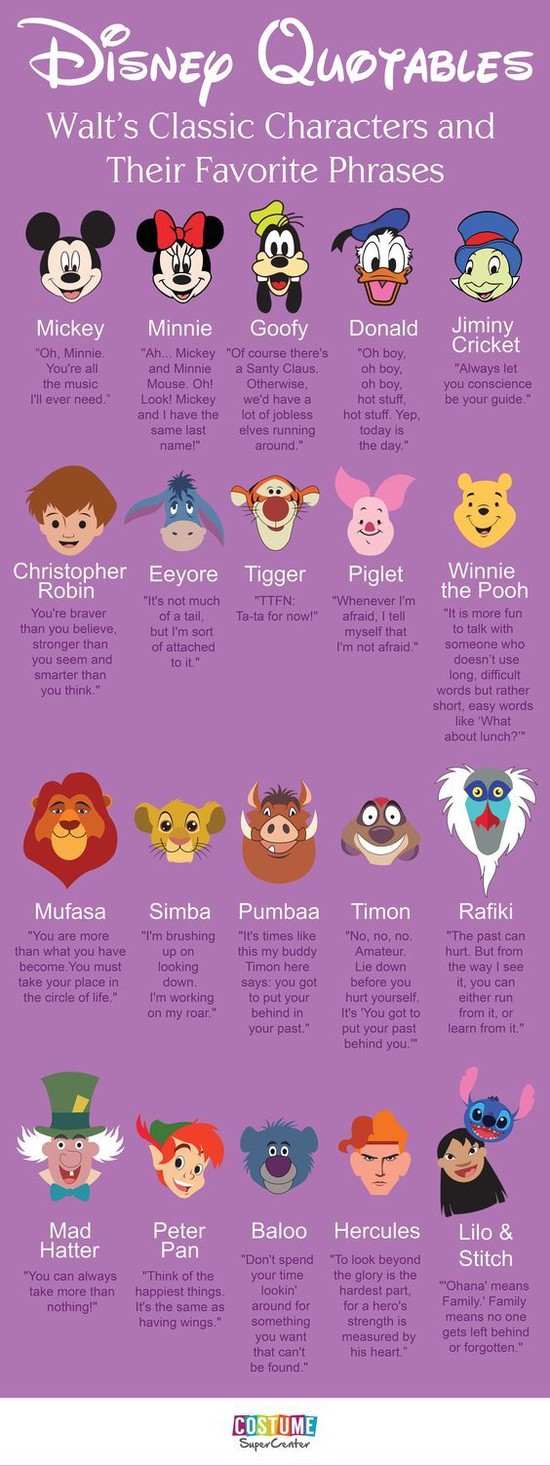 Disney Quotables
Walt's Classic Characters and
Their Favorite Phrases
Mickey
"Oh, Minnie.
You're all
the music
I'll ever need."
Minnie
"Ah... Mickey
and Minnie
Mouse. Oh!
Look! Mickey
and I have the
same last
name!"
Goofy
"Of course there's
a Santy Claus.
Otherwise,
we'd have a
lot of jobless
elves running
around."
Donald
"Oh boy,
oh boy,
oh boy,
hot stuff,
hot stuff. Yep,
today is
the day."
Jiminy
Cricket
"Always let
you conscience
be your guide."
Christopher
Robin
You're braver
than you believe,
stronger than
you seem and
smarter than
you think."
Eeyore
"It's not much
of a tail,
but I'm sort
of attached
to it."
Tigger
"TTFN:
Ta-ta for now!"
Piglet
"Whenever I'm
afraid, I tell
myself that
I'm not afraid."
Winnie
the Pooh
"It is more fun
to talk with
someone who
doesn't use
long, difficult
words but rather
short, easy words
like 'What
about lunch?'"
Mufasa
"You are more
than what you have
become.You must
take your place in
the circle of life."
Simba
"I'm brushing
up on
looking
down.
I'm working
on my roar."
Pumbaa
"It's times like
this my buddy
Timon here
says: you got
to put your
behind in
your past."
Timon
"No, no, no.
Amateur.
Lie down
before you
hurt yourself.
It's 'You got to
put your past
behind you.'"
Rafiki
"The past can
hurt. But from
the way I see
it, you can
either run
from it, or
learn from it."
Mad
Hatter
"You can always
take more than
nothing!"
Peter
Pan
"Think of the
happiest things.
It's the same as
having wings."
Baloo
"Don't spend
your time
lookin'
around for
something
you want
that can't
be found."
Hercules
"To look beyond
the glory is the
hardest part,
for a hero's
strength is
measured by
his heart."
Lilo &
Stitch
"'Ohana' means
Family.' Family
means no one
gets left behind
or forgotten."
COSTUME
SuperCenter